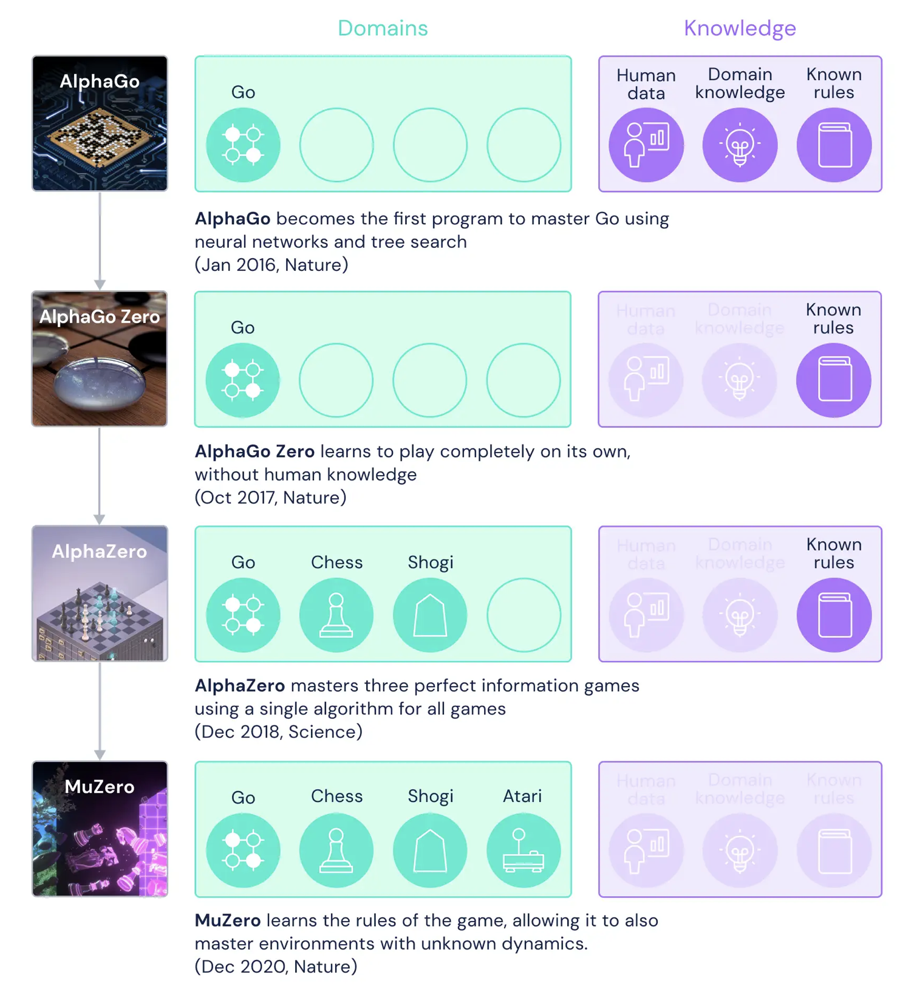 Domains
Knowledge
AlphaGo
Go
Human
data
Domain
knowledge
Known
rules
AlphaGo becomes the first program to master Go using
neural networks and tree search
(Jan 2016, Nature)
AlphaGo Zero
Go
Human
data
Domain
knowledge
Known
rules
AlphaGo Zero learns to play completely on its own,
without human knowledge
(Oct 2017, Nature)
AlphaZero
Go
Chess
Shogi
Human
data
Domain
knowledge
Known
rules
AlphaZero masters three perfect information games
using a single algorithm for all games
(Dec 2018, Science)
MuZero
Go
Chess
Shogi
Atari
Human
data
Domain
knowledge
Known
rules
MuZero learns the rules of the game, allowing it to also
master environments with unknown dynamics.
(Dec 2020, Nature)